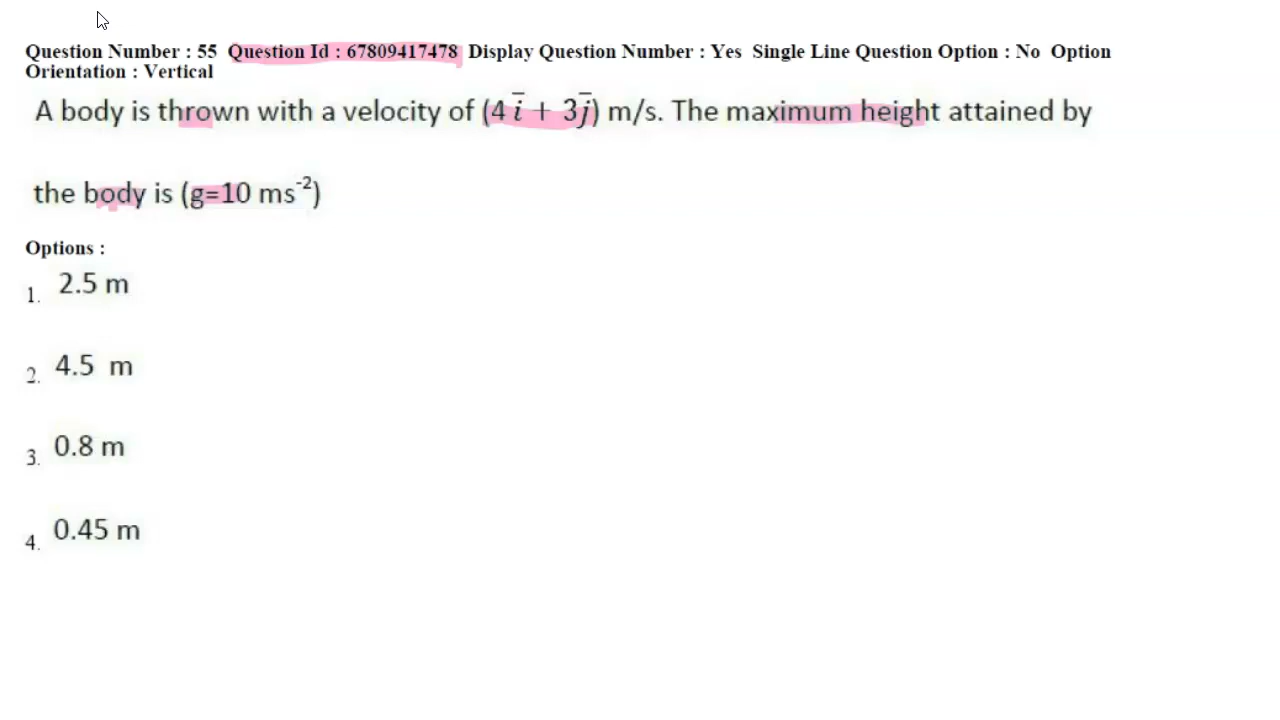 Question Number : 55 Question Id : 67809417478 Display Question Number : Yes Single Line Question Option : No Option
Orientation : Vertical
A body is thrown with a velocity of (4 i̅ + 3j̅) m/s. The maximum height attained by
the body is (g=10 ms⁻²)
Options :
1. 2.5 m
2. 4.5 m
3. 0.8 m
4. 0.45 m